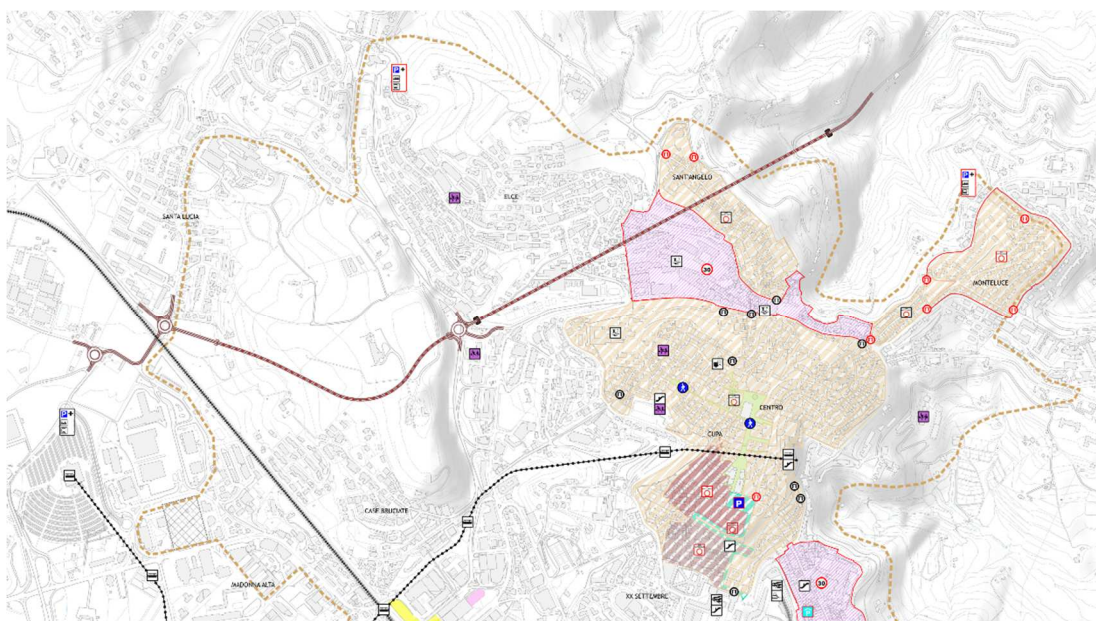 P+
SANT'ANGELO
P+
ELCE
SANTA LUCIA
30
MONTELUCE
CENTRO
P+
CUPA
P
CASE BRUCIATE
MADONNA ALTA
XX SETTEMBRE
30
P